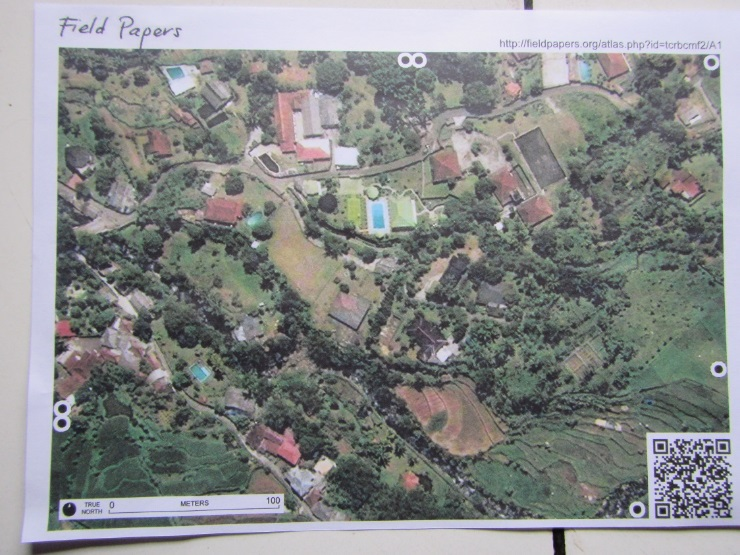 Field Papers
http://fieldpapers.org/atlas.php?id=tcrbcmf2/A1
TRUE NORTH
0 METERS 100